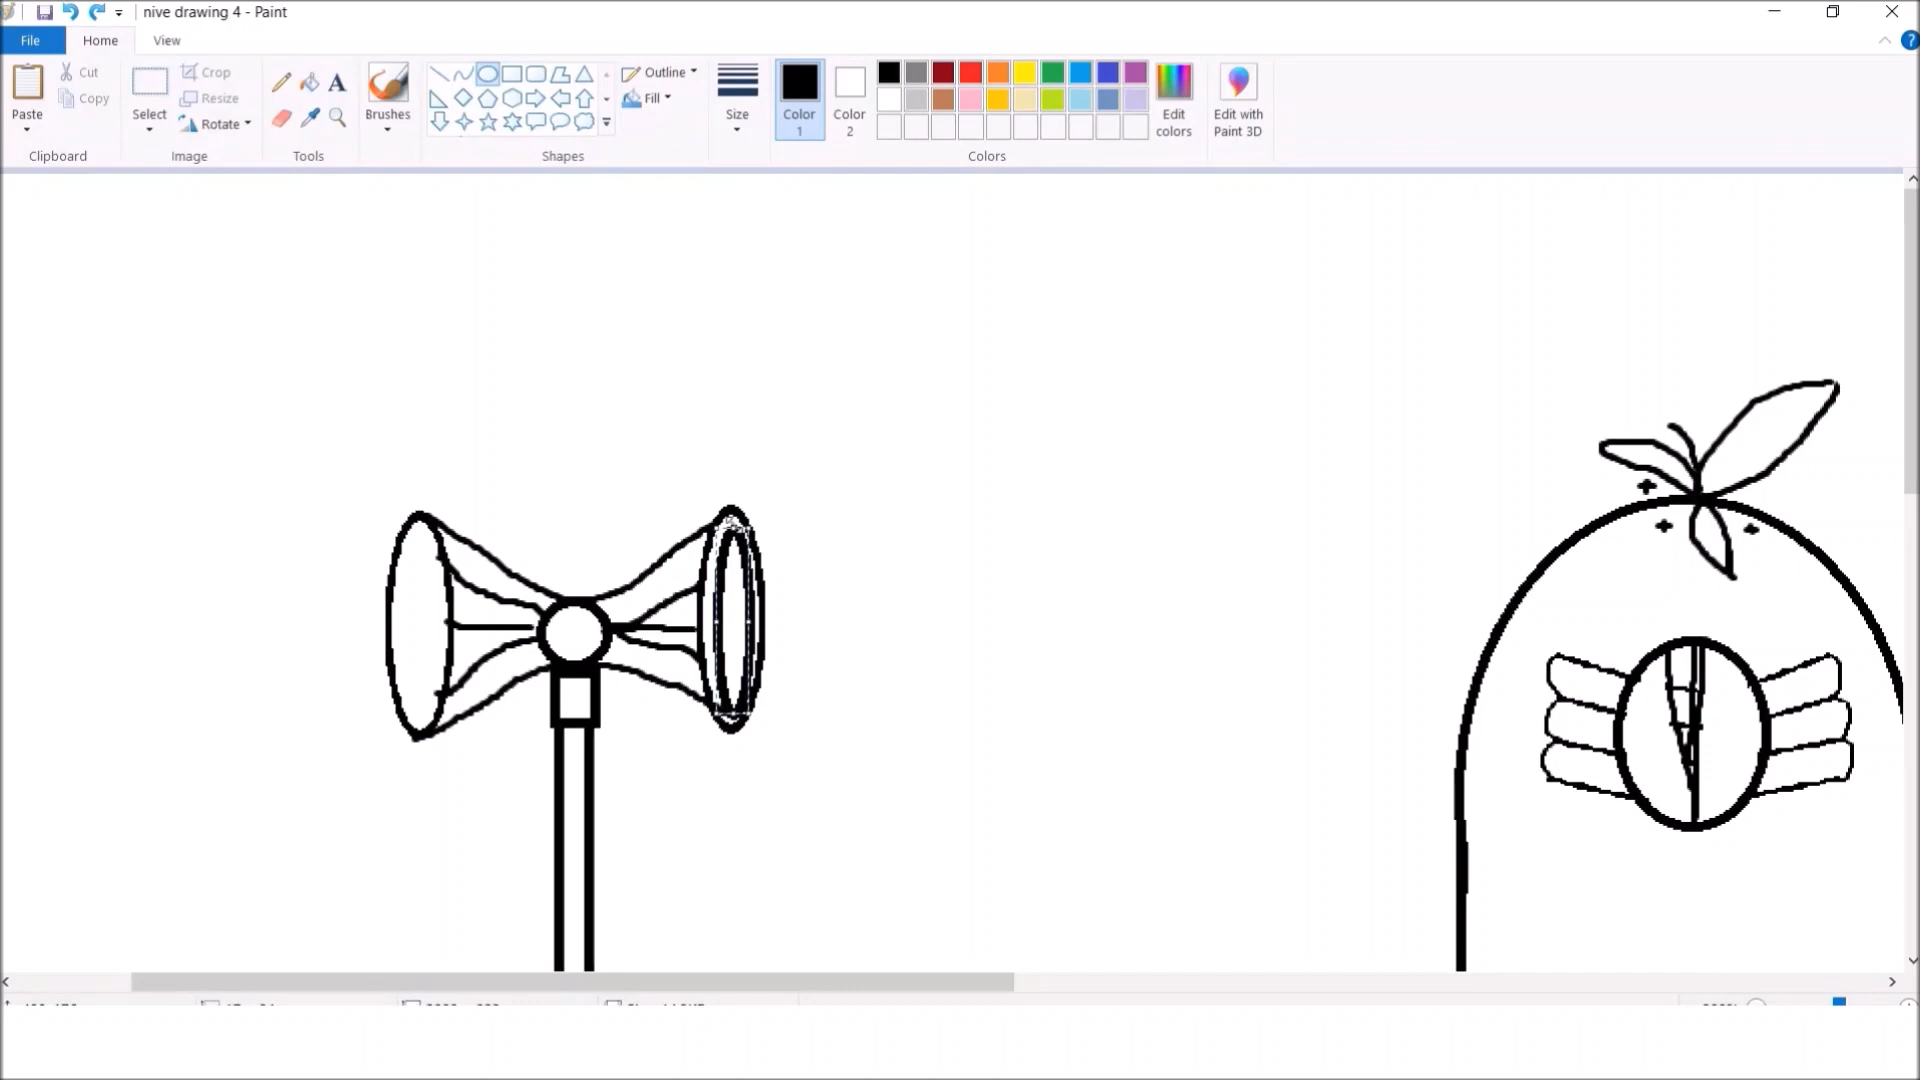 nive drawing 4 - Paint
File Home View
Paste
Cut
Copy
Clipboard
Select
Crop
Resize
Rotate
Image
A
Tools
Brushes
Outline
Fill
Shapes
Size
Color 1
Color 2
Edit colors
Colors
Edit with Paint 3D
?